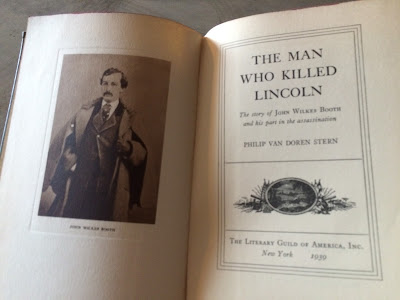 JOHN WILKES BOOTH
THE MAN
WHO KILLED
LINCOLN
The story of JOHN WILKES BOOTH
and his part in the assassination
PHILIP VAN DOREN STERN
THE LITERARY GUILD OF AMERICA, INC.
New York 1939